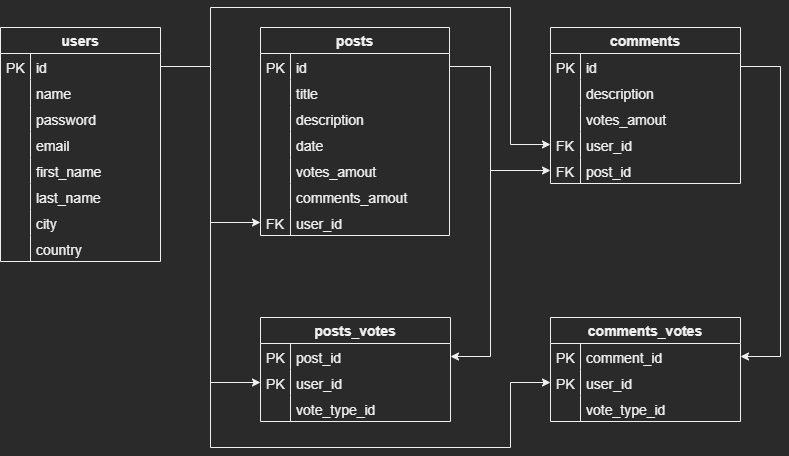 users
PK id
name
password
email
first_name
last_name
city
country
posts
PK id
title
description
date
votes_amout
comments_amout
FK user_id
comments
PK id
description
votes_amout
FK user_id
FK post_id
posts_votes
PK post_id
PK user_id
vote_type_id
comments_votes
PK comment_id
PK user_id
vote_type_id